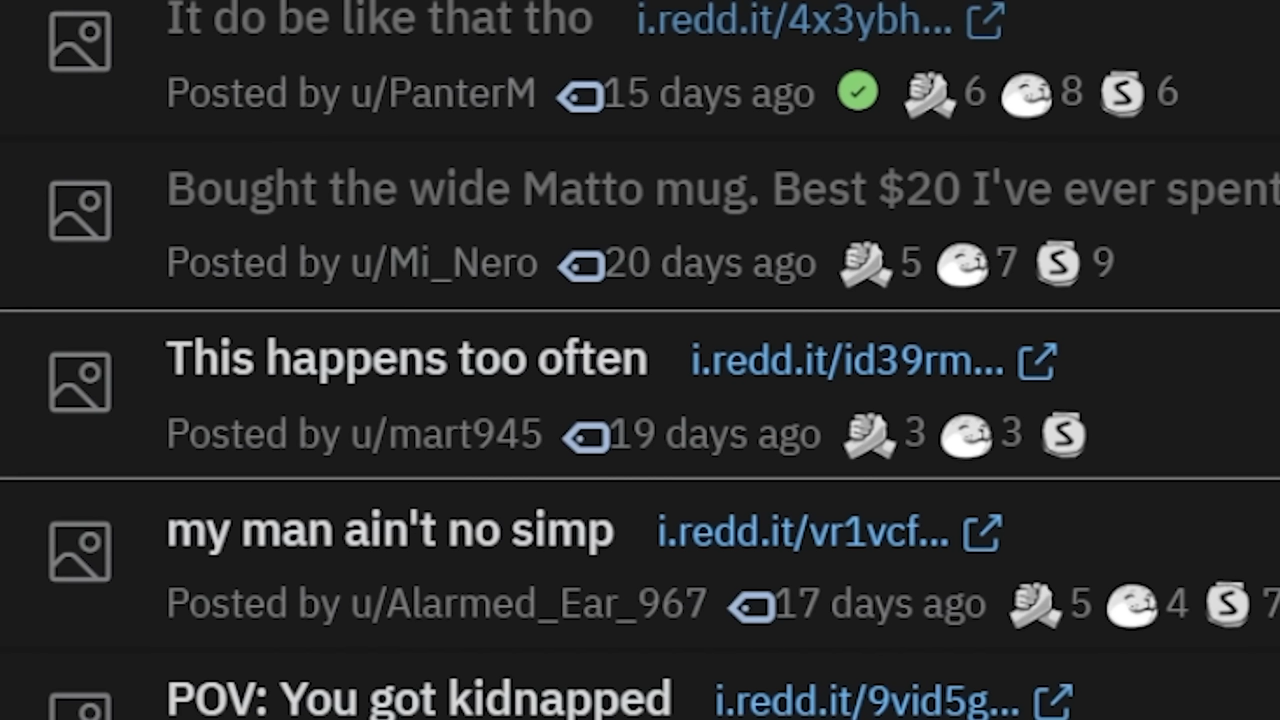 It do be like that tho i.redd.it/4x3ybh...
Posted by u/PanterM 15 days ago 6 8 6
Bought the wide Matto mug. Best $20 I've ever spent
Posted by u/Mi_Nero 20 days ago 5 7 S 9
This happens too often i.redd.it/id39rm...
Posted by u/mart945 19 days ago 3 3 S
my man ain't no simp i.redd.it/vr1vcf...
Posted by u/Alarmed_Ear_967 17 days ago 5 4 S 7
POV: You got kidnapped i.redd.it/9vid5g...